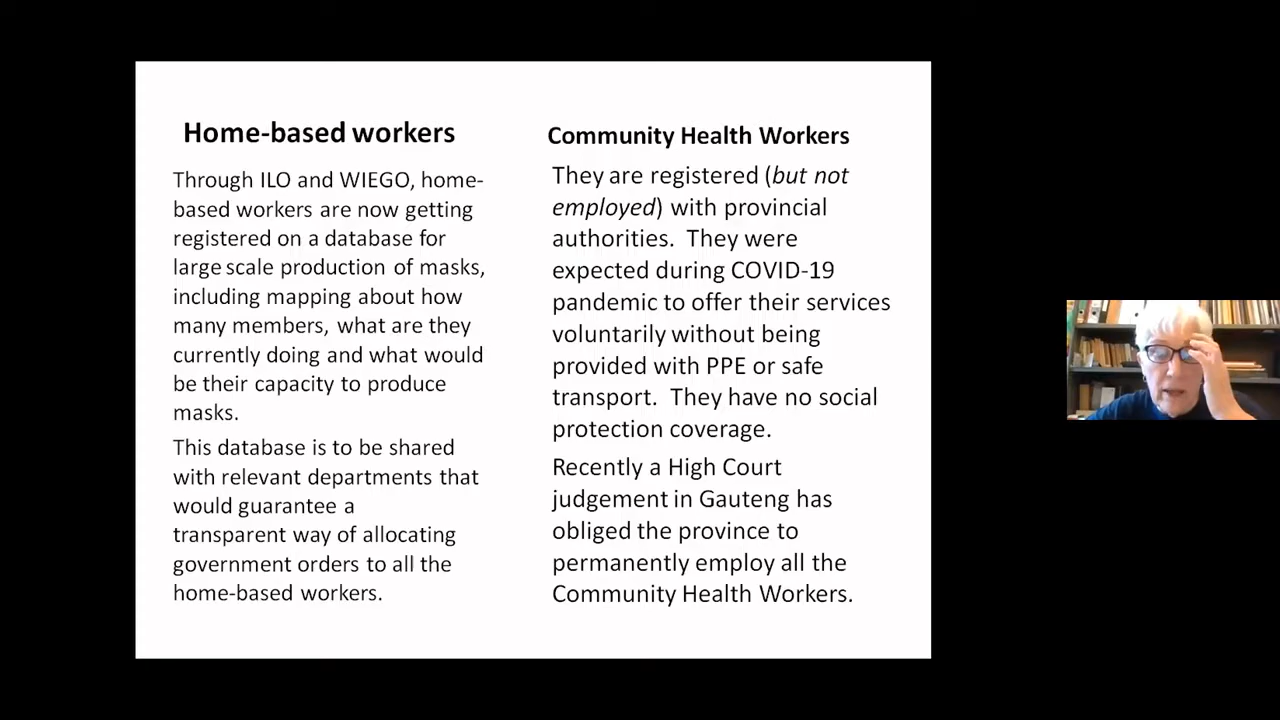 Home-based workers
Through ILO and WIEGO, home-
based workers are now getting
registered on a database for
large scale production of masks,
including mapping about how
many members, what are they
currently doing and what would
be their capacity to produce
masks.
This database is to be shared
with relevant departments that
would guarantee a
transparent way of allocating
government orders to all the
home-based workers.
Community Health Workers
They are registered (but not
employed) with provincial
authorities.  They were
expected during COVID-19
pandemic to offer their services
voluntarily without being
provided with PPE or safe
transport.  They have no social
protection coverage.
Recently a High Court
judgement in Gauteng has
obliged the province to
permanently employ all the
Community Health Workers.